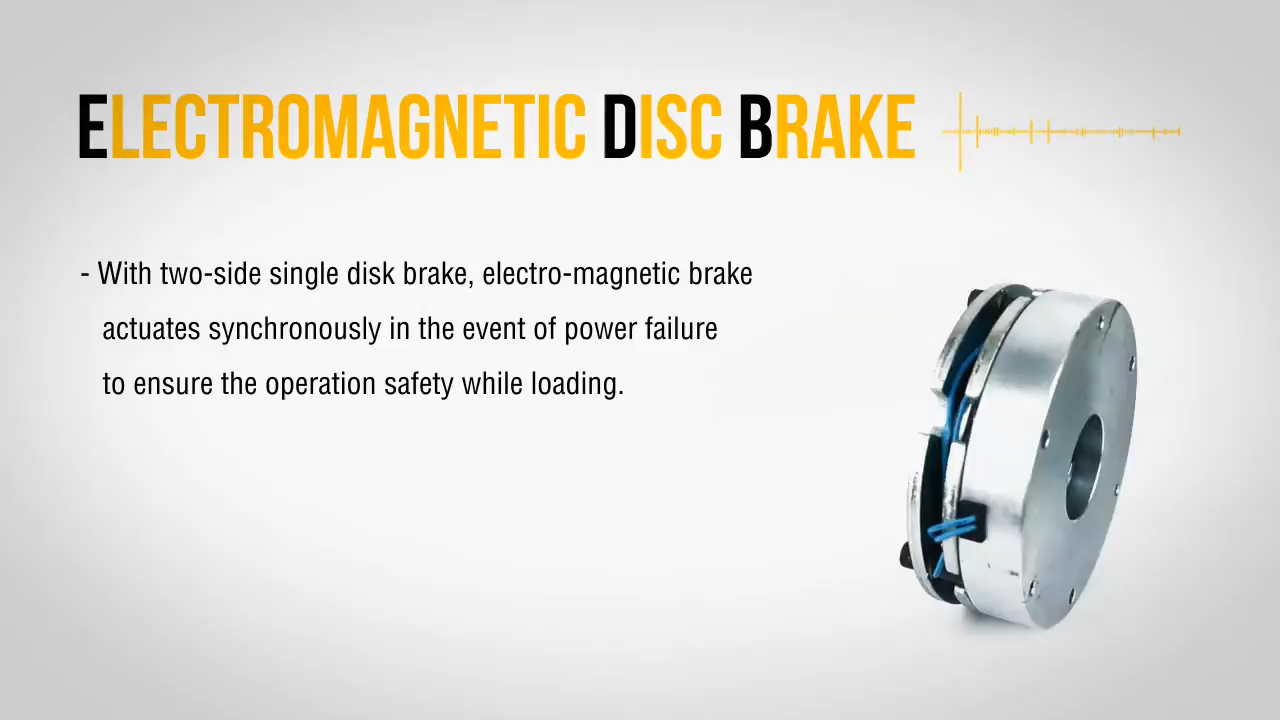 ELECTROMAGNETIC DISC BRAKE
- With two-side single disk brake, electro-magnetic brake
actuates synchronously in the event of power failure
to ensure the operation safety while loading.